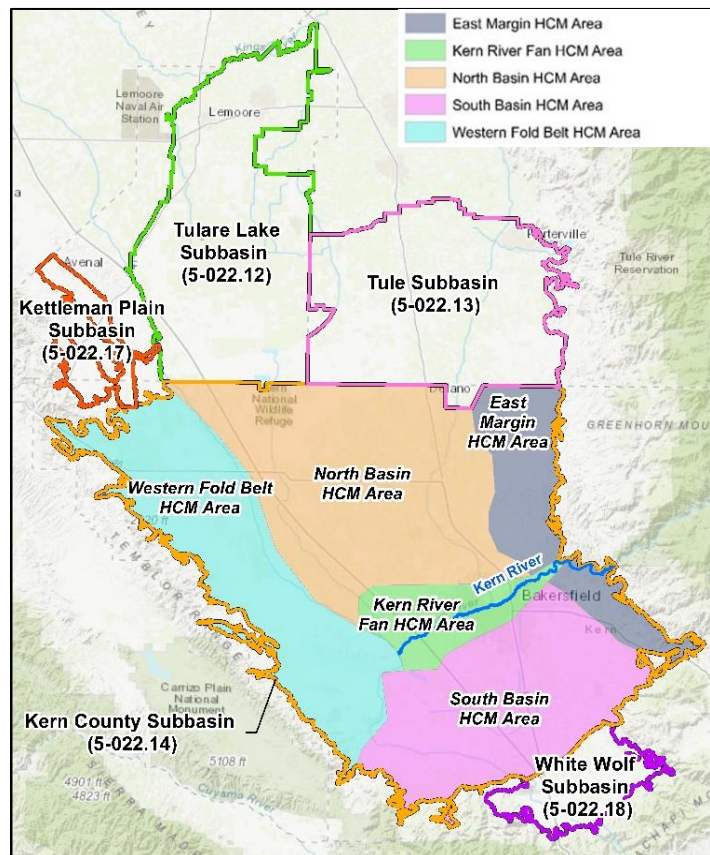 East Margin HCM Area
Kern River Fan HCM Area
North Basin HCM Area
South Basin HCM Area
Western Fold Belt HCM Area
Lemoore
Naval Air
Station
Lemoore
Tulare Lake
Subbasin
(5-022.12)
Tule Subbasin
(5-022.13)
Tule River
Reservation
Avenal
Kettleman Plain
Subbasin
(5-022.17)
National
Wildlife
Refuge
East
Margin
HCM Area
GREENHORN MOU
North Basin
HCM Area
Western Fold Belt
HCM Area
TEMBLOR RANGE
Kern River
Kern River
Fan HCM Area
Bakersfield
Kern
South Basin
HCM Area
Carrizo Plain
National
Monument
Kern County Subbasin
(5-022.14)
5108 ft
4901 ft
4823 ft
Cuyama River
White Wolf
Subbasin
(5-022.18)